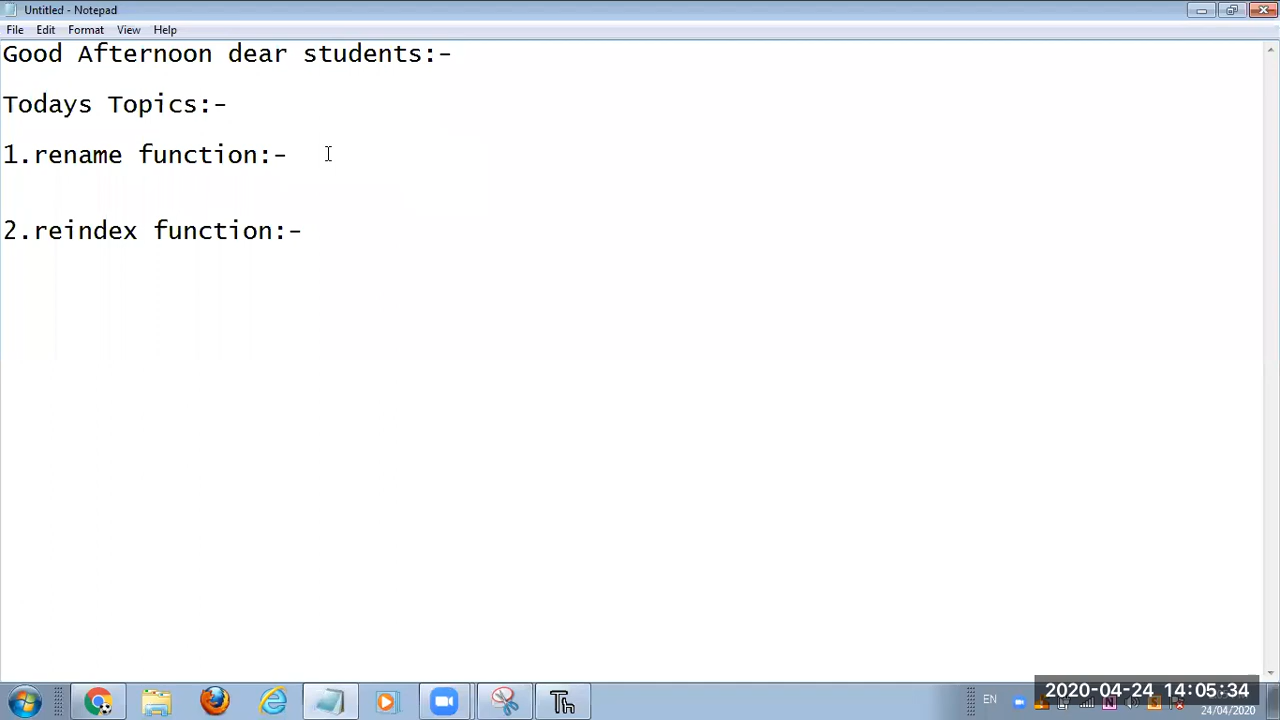 Untitled - Notepad
File Edit Format View Help
Good Afternoon dear students:-
Todays Topics:-
1.rename function:-
2.reindex function:-
EN
2020-04-24 14:05:34
24/04/2020